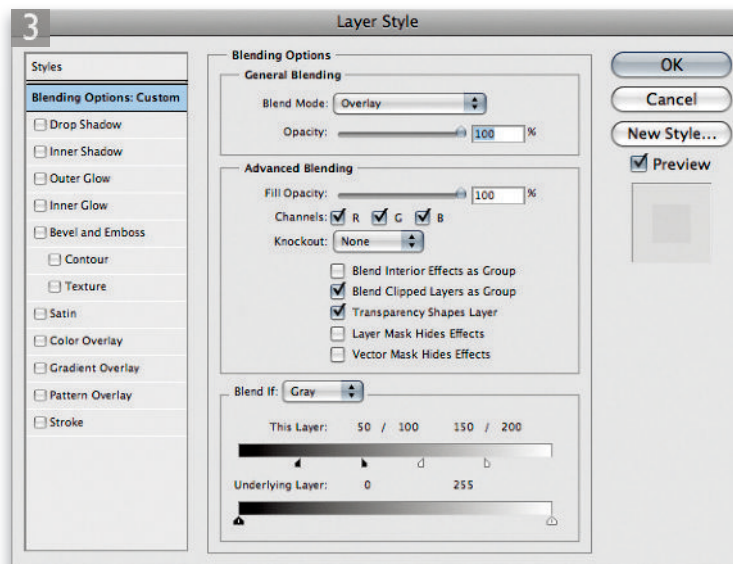 3
Layer Style
Styles
Blending Options: Custom
Drop Shadow
Inner Shadow
Outer Glow
Inner Glow
Bevel and Emboss
Contour
Texture
Satin
Color Overlay
Gradient Overlay
Pattern Overlay
Stroke
Blending Options
General Blending
Blend Mode: Overlay
Opacity: 100 %
Advanced Blending
Fill Opacity: 100 %
Channels: R G B
Knockout: None
Blend Interior Effects as Group
Blend Clipped Layers as Group
Transparency Shapes Layer
Layer Mask Hides Effects
Vector Mask Hides Effects
Blend If: Gray
This Layer: 50 / 100 150 / 200
Underlying Layer: 0 255
OK
Cancel
New Style...
Preview